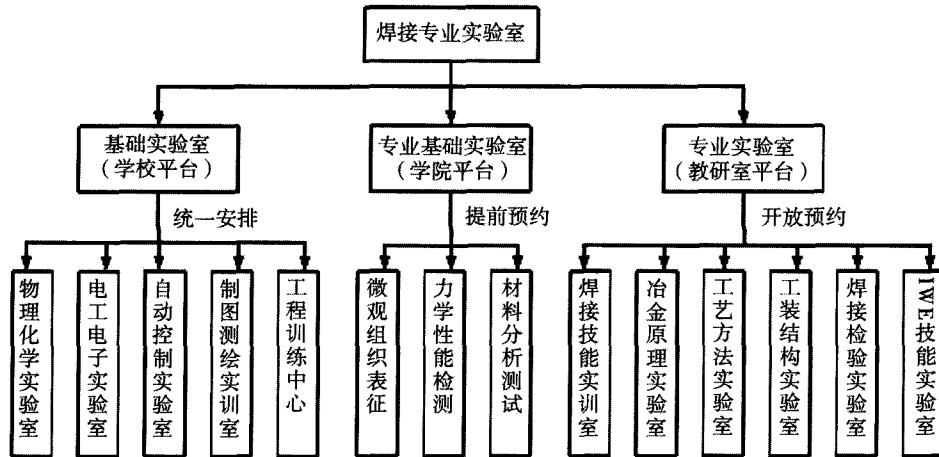 焊接专业实验室
基础实验室
（学校平台）
专业基础实验室
（学院平台）
专业实验室
（教研室平台）
统一安排
提前预约
开放预约
物理化学实验室
电工电子实验室
自动控制实验室
制图测绘实训室
工程训练中心
微观组织表征
力学性能检测
材料分析测试
焊接技能实训室
冶金原理实验室
工艺方法实验室
工装结构实验室
焊接检验实验室
IWE技能实验室